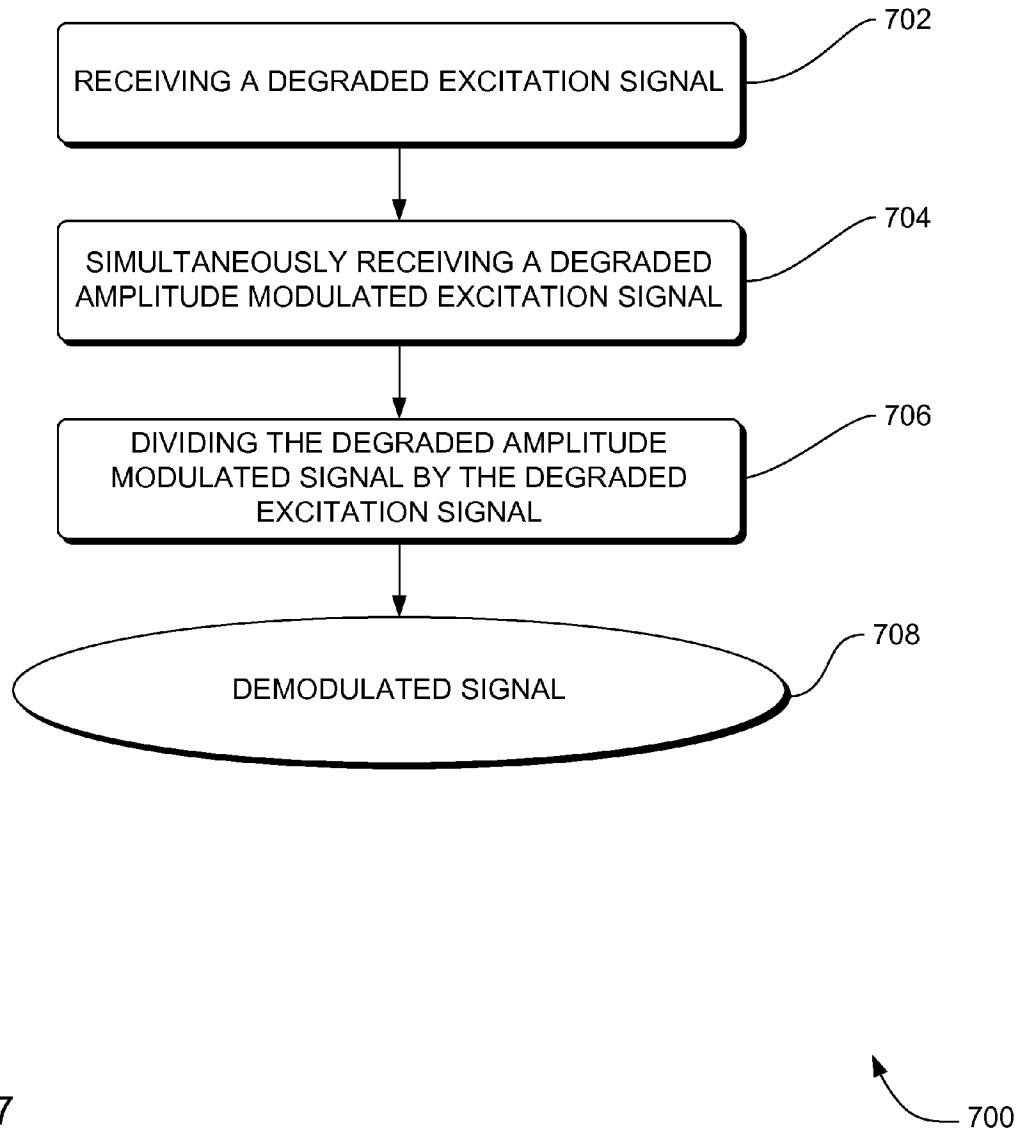 702
RECEIVING A DEGRADED EXCITATION SIGNAL
704
SIMULTANEOUSLY RECEIVING A DEGRADED
AMPLITUDE MODULATED EXCITATION SIGNAL
706
DIVIDING THE DEGRADED AMPLITUDE
MODULATED SIGNAL BY THE DEGRADED
EXCITATION SIGNAL
708
DEMODULATED SIGNAL
7
700